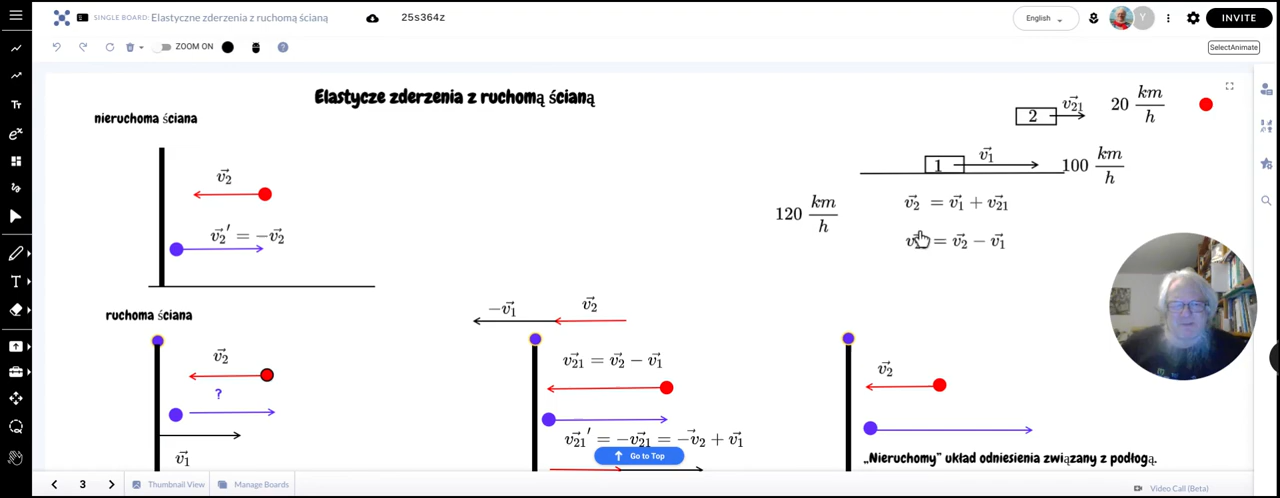 SINGLE BOARD: Elastyczne zderzenia z ruchomą ścianą
25s364z
English
Y
INVITE
ZOOM ON
SelectAnimate
Elastycze zderzenia z ruchomą ścianą
nieruchoma ściana
2 v⃗₂₁ 20 km/h
1 v⃗₁ 100 km/h
v⃗₂
v⃗₂′ = −v⃗₂
120 km/h
v⃗₂ = v⃗₁ + v⃗₂₁
= v⃗₂ − v⃗₁
ruchoma ściana
v⃗₂
?
v⃗₁
−v⃗₁ v⃗₂
v⃗₂₁ = v⃗₂ − v⃗₁
v⃗₂₁′ = −v⃗₂₁ = −v⃗₂ + v⃗₁
v⃗₂
„Nieruchomy” układ odniesienia związany z podłogą.
Go to Top
3
Thumbnail View
Manage Boards
Video Call (Beta)